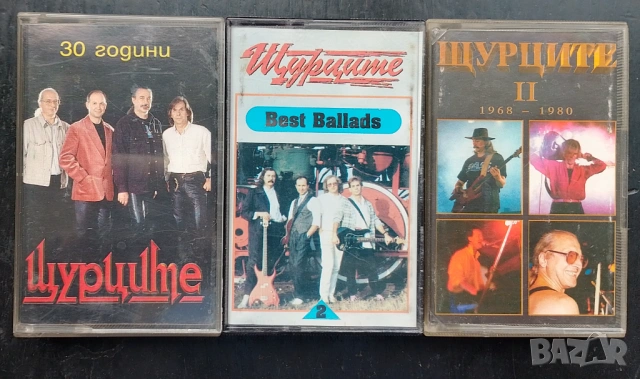 30 години
Щурците
Щурците
Best Ballads
2
ЩУРЦИТЕ
II
1968 - 1980
BAZAR